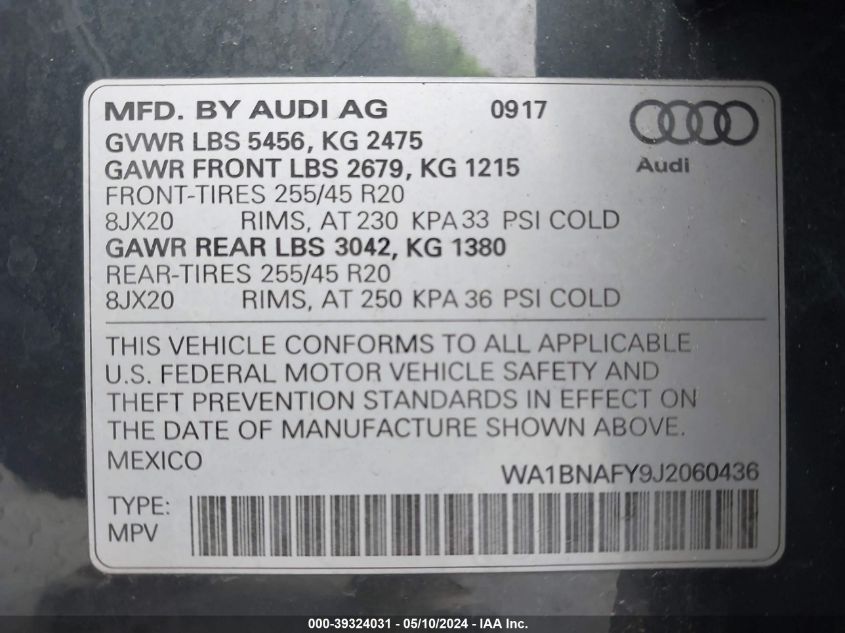 MFD. BY AUDI AG 0917
GVWR LBS 5456, KG 2475
GAWR FRONT LBS 2679, KG 1215
Audi
FRONT-TIRES 255/45 R20
8JX20 RIMS, AT 230 KPA 33 PSI COLD
GAWR REAR LBS 3042, KG 1380
REAR-TIRES 255/45 R20
8JX20 RIMS, AT 250 KPA 36 PSI COLD
THIS VEHICLE CONFORMS TO ALL APPLICABLE
U.S. FEDERAL MOTOR VEHICLE SAFETY AND
THEFT PREVENTION STANDARDS IN EFFECT ON
THE DATE OF MANUFACTURE SHOWN ABOVE.
MEXICO
WA1BNAFY9J2060436
TYPE:
MPV
000-39324031 - 05/10/2024 - IAA Inc.